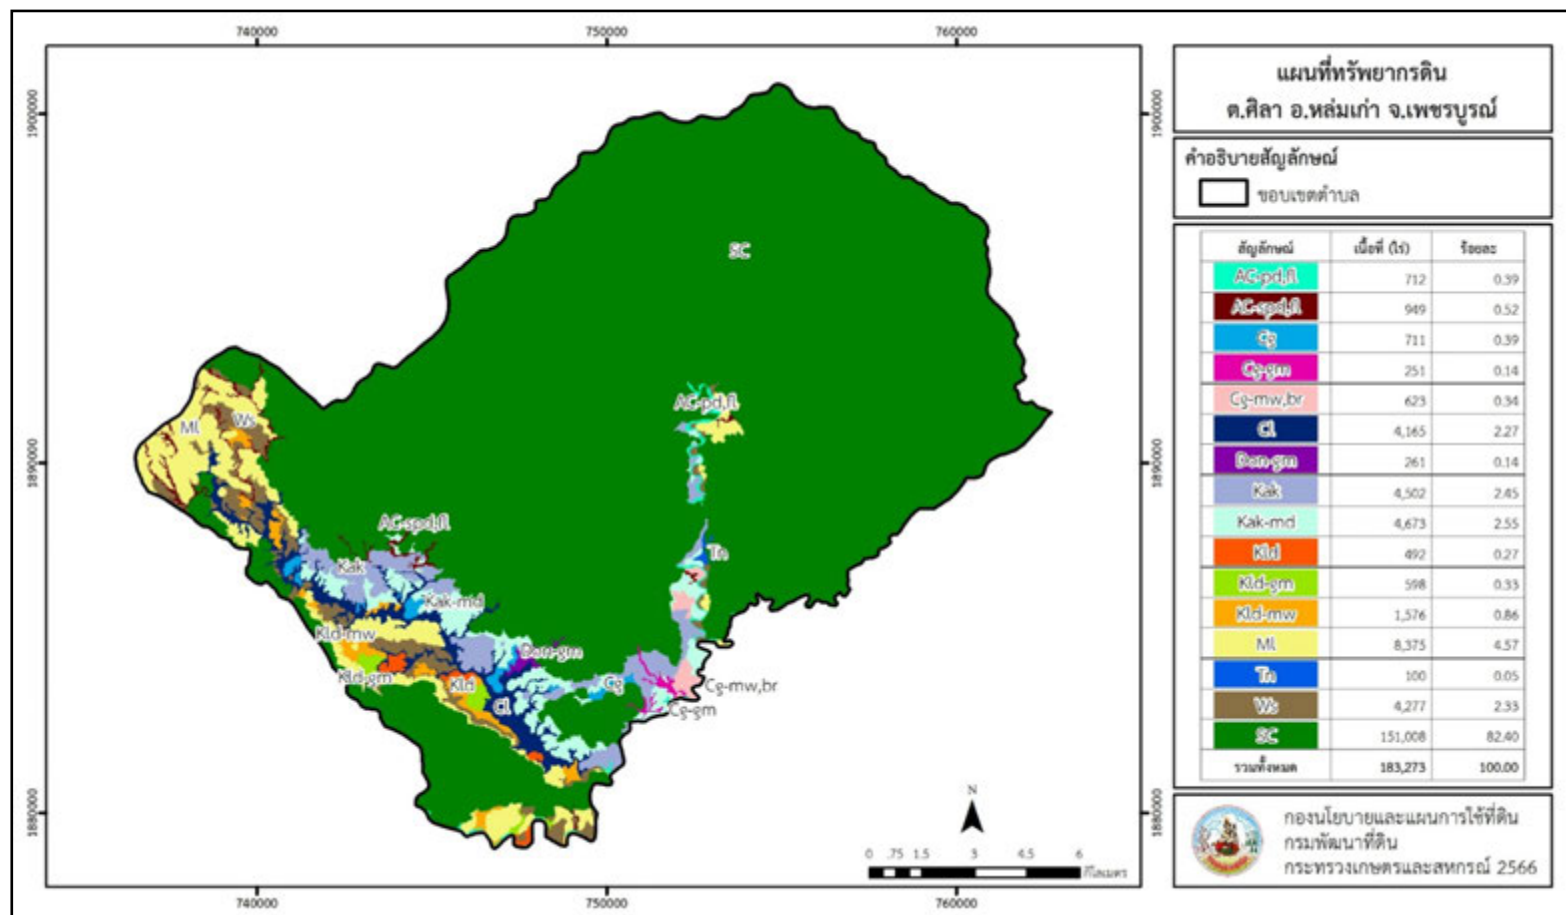 740000
750000
760000
1900000
1900000
SC
AC-pd,fl
Ws
Ml
1890000
1890000
AC-spd,fl
Tn
Kak
Kak-md
Kld-mw
Don-gm
Kld-gm
Kld
Cg
Cg-mw,br
Cl
Cg-gm
1880000
1880000
N
0 .75 1.5 3 4.5 6
กิโลเมตร
740000
750000
760000
แผนที่ทรัพยากรดิน
ต.ศิลา อ.หล่มเก่า จ.เพชรบูรณ์
คำอธิบายสัญลักษณ์
ขอบเขตตำบล
สัญลักษณ์ เนื้อที่ (ไร่) ร้อยละ
AC-pd,fl 712 0.39
AC-spd,fl 949 0.52
Cg 711 0.39
Cg-gm 251 0.14
Cg-mw,br 623 0.34
Cl 4,165 2.27
Don-gm 261 0.14
Kak 4,502 2.45
Kak-md 4,673 2.55
Kld 492 0.27
Kld-gm 598 0.33
Kld-mw 1,576 0.86
Ml 8,375 4.57
Tn 100 0.05
Ws 4,277 2.33
SC 151,008 82.40
รวมทั้งหมด 183,273 100.00
กองนโยบายและแผนการใช้ที่ดิน
กรมพัฒนาที่ดิน
กระทรวงเกษตรและสหกรณ์ 2566